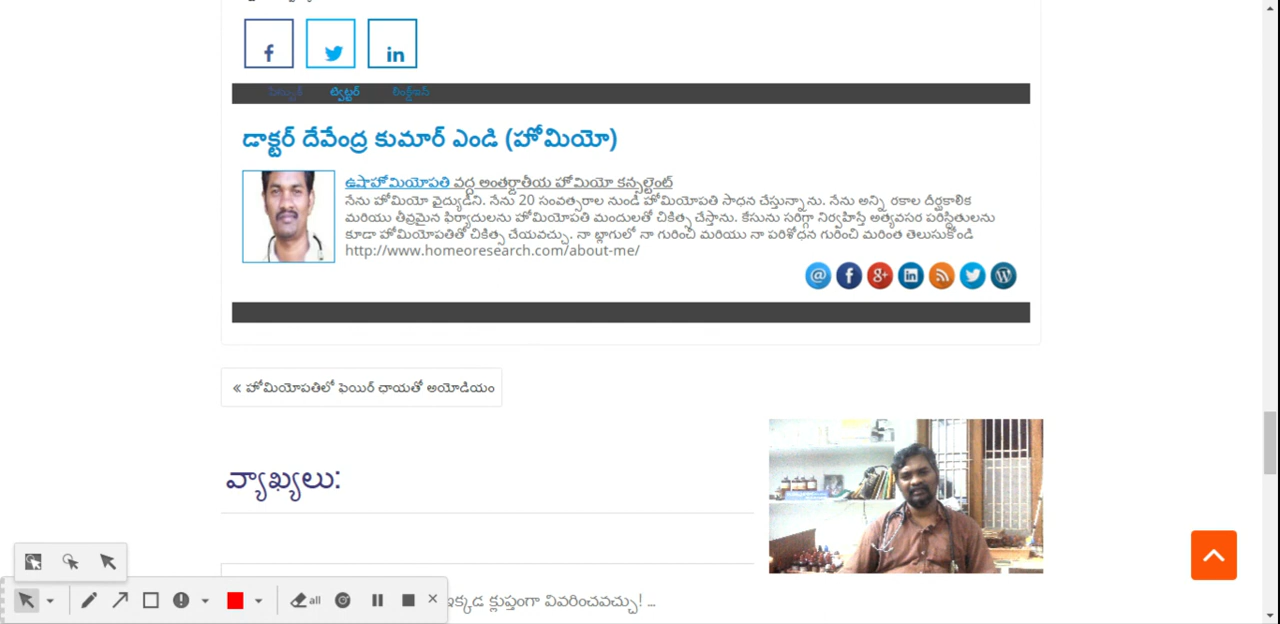 ట్విట్టర్ లింక్డ్ఇన్
డాక్టర్ దేవేంద్ర కుమార్ ఎండి (హోమియో)
ఉషాహోమియోపతి వద్ద అంతర్జాతీయ హోమియో కన్సల్టెంట్
నేను హోమియో వైద్యుడిని. నేను 20 సంవత్సరాల నుండి హోమియోపతి సాధన చేస్తున్నాను. నేను అన్ని రకాల దీర్ఘకాలిక
మరియు తీవ్రమైన ఫిర్యాదులను హోమియోపతి మందులతో చికిత్స చేస్తాను. కేసును సరిగ్గా నిర్వహిస్తే అత్యవసర పరిస్థితులను
కూడా హోమియోపతితో చికిత్స చేయవచ్చు. నా బ్లాగులో నా గురించి మరియు నా పరిశోధన గురించి మరింత తెలుసుకోండి
http://www.homeoresearch.com/about-me/
« హోమియోపతిలో ఫెయిర్ ఛాయతో అయోడియం
వ్యాఖ్యలు:
ఇక్కడ క్లుప్తంగా వివరించవచ్చు! ...
all